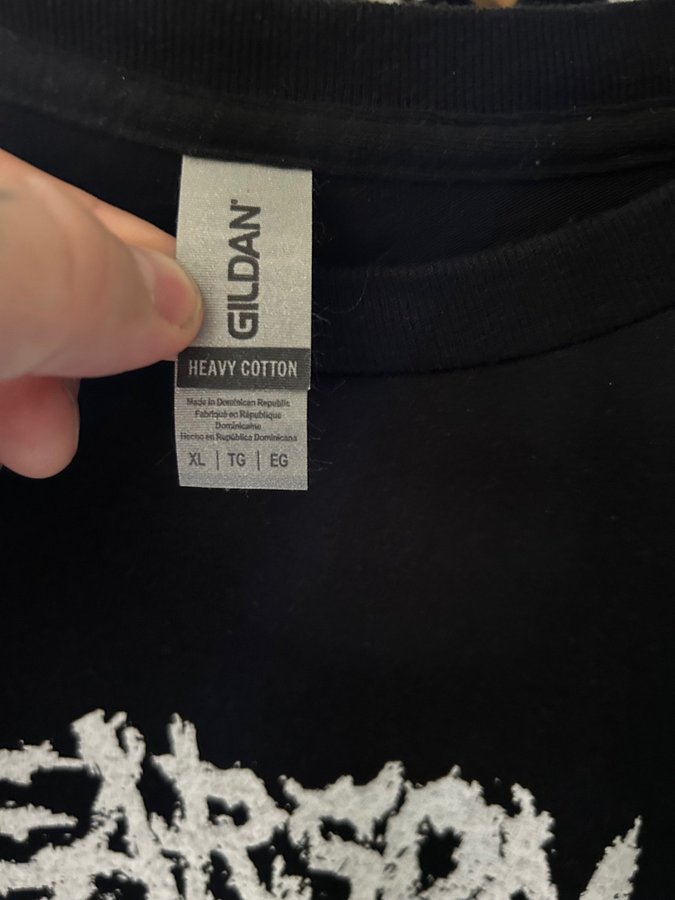 GILDAN
HEAVY COTTON
Made in Dominican Republic
Fabriqué en République
Dominicaine
Hecho en República Dominicana
XL | TG | EG